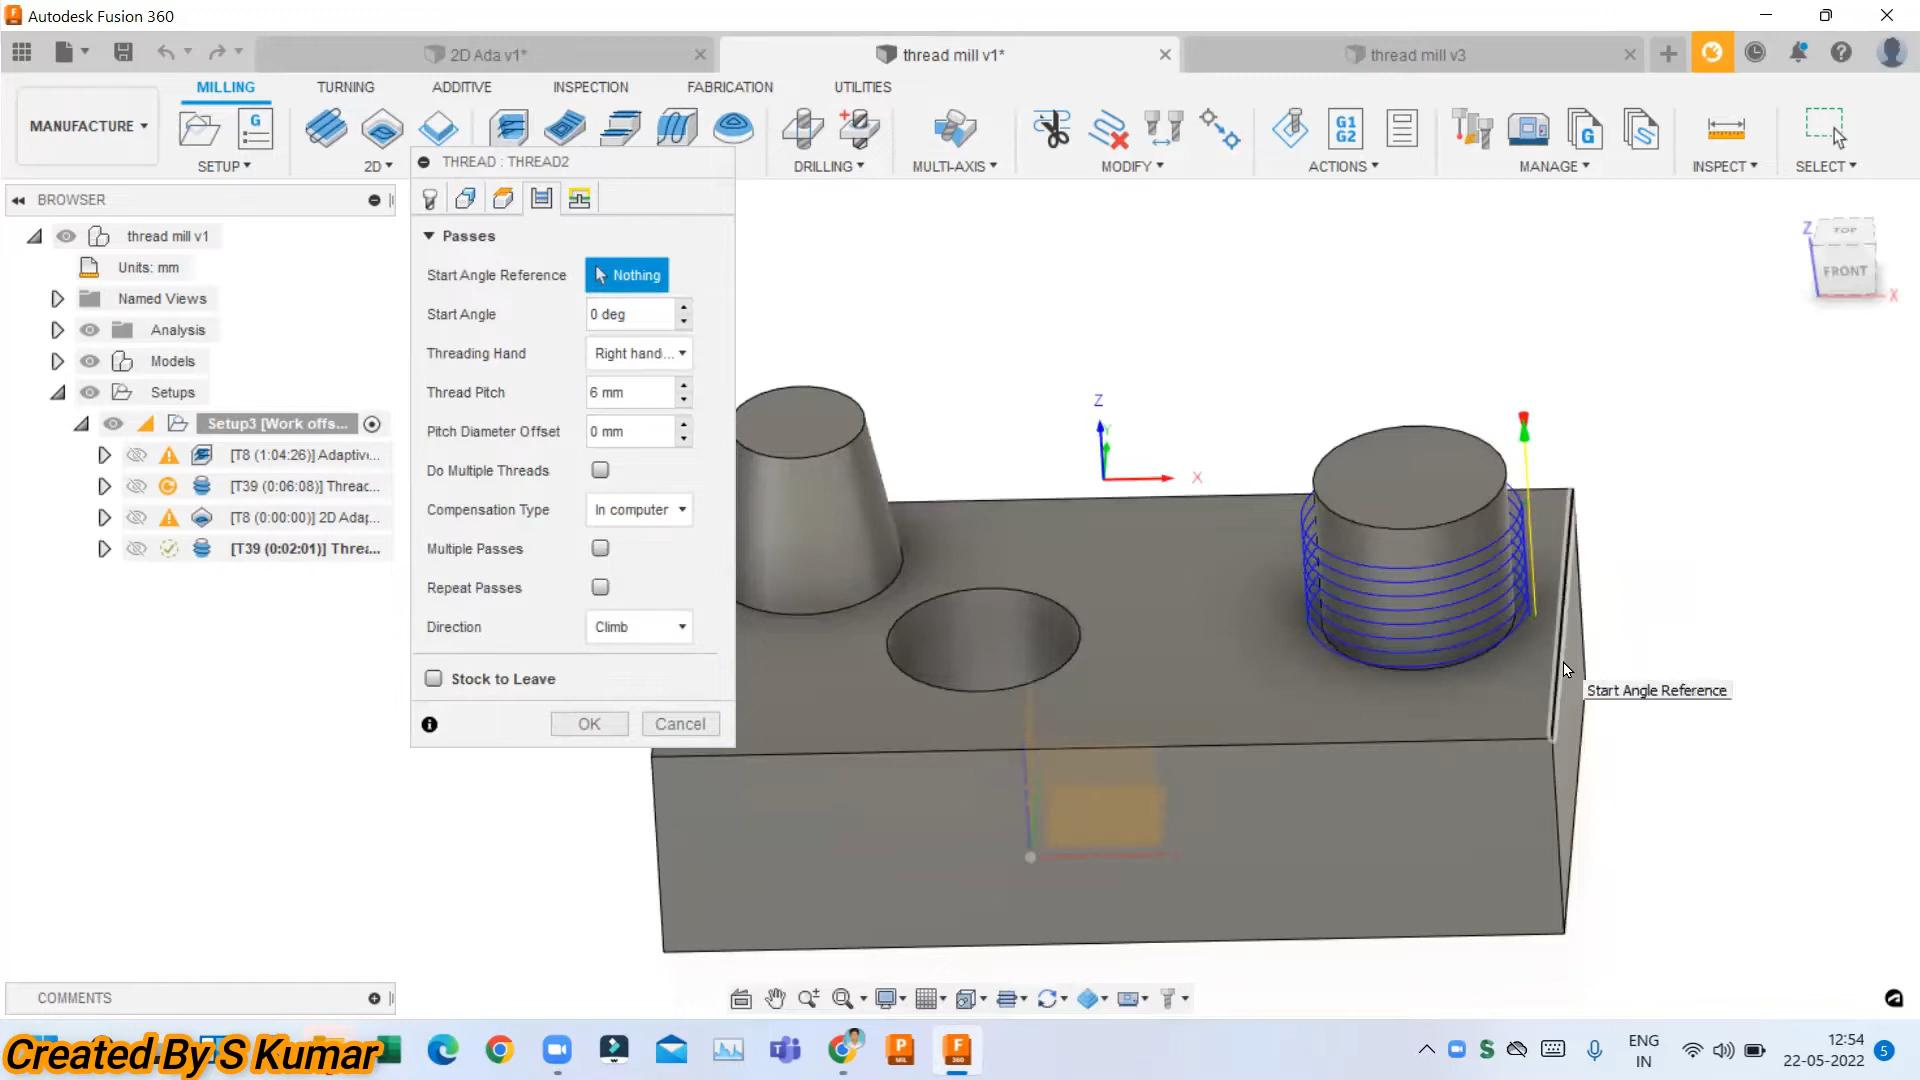 Autodesk Fusion 360
2D Ada v1*
thread mill v1*
thread mill v3
MANUFACTURE
MILLING
TURNING
ADDITIVE
INSPECTION
FABRICATION
UTILITIES
SETUP
2D
DRILLING
MULTI-AXIS
MODIFY
ACTIONS
MANAGE
INSPECT
SELECT
G1
G2
BROWSER
thread mill v1
Units: mm
Named Views
Analysis
Models
Setups
Setup3 [Work offs...
[T8 (1:04:26)] Adaptiv...
[T39 (0:06:08)] Threac...
[T8 (0:00:00)] 2D Adap...
[T39 (0:02:01)] Threa...
THREAD : THREAD2
Passes
Start Angle Reference
Nothing
Start Angle
0 deg
Threading Hand
Right hand...
Thread Pitch
6 mm
Pitch Diameter Offset
0 mm
Do Multiple Threads
Compensation Type
In computer
Multiple Passes
Repeat Passes
Direction
Climb
Stock to Leave
OK
Cancel
Z
Y
X
Z
TOP
FRONT
X
Start Angle Reference
COMMENTS
Created By S Kumar
ENG
IN
12:54
22-05-2022
5